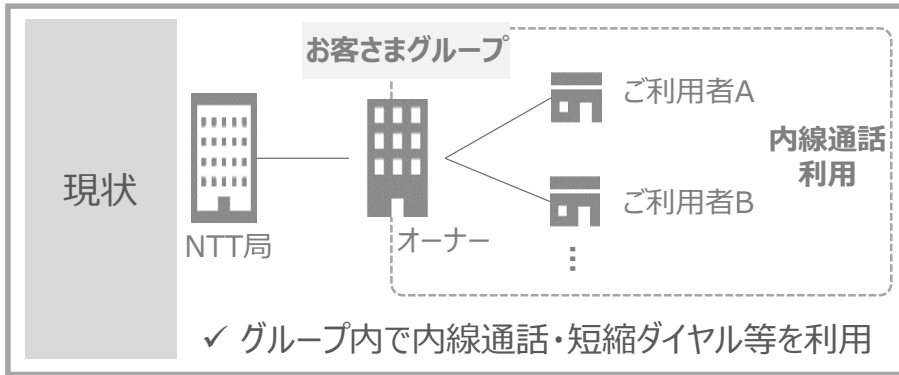 現状
お客さまグループ
NTT局
オーナー
ご利用者A
ご利用者B
⋮
内線通話
利用
✓ グループ内で内線通話・短縮ダイヤル等を利用